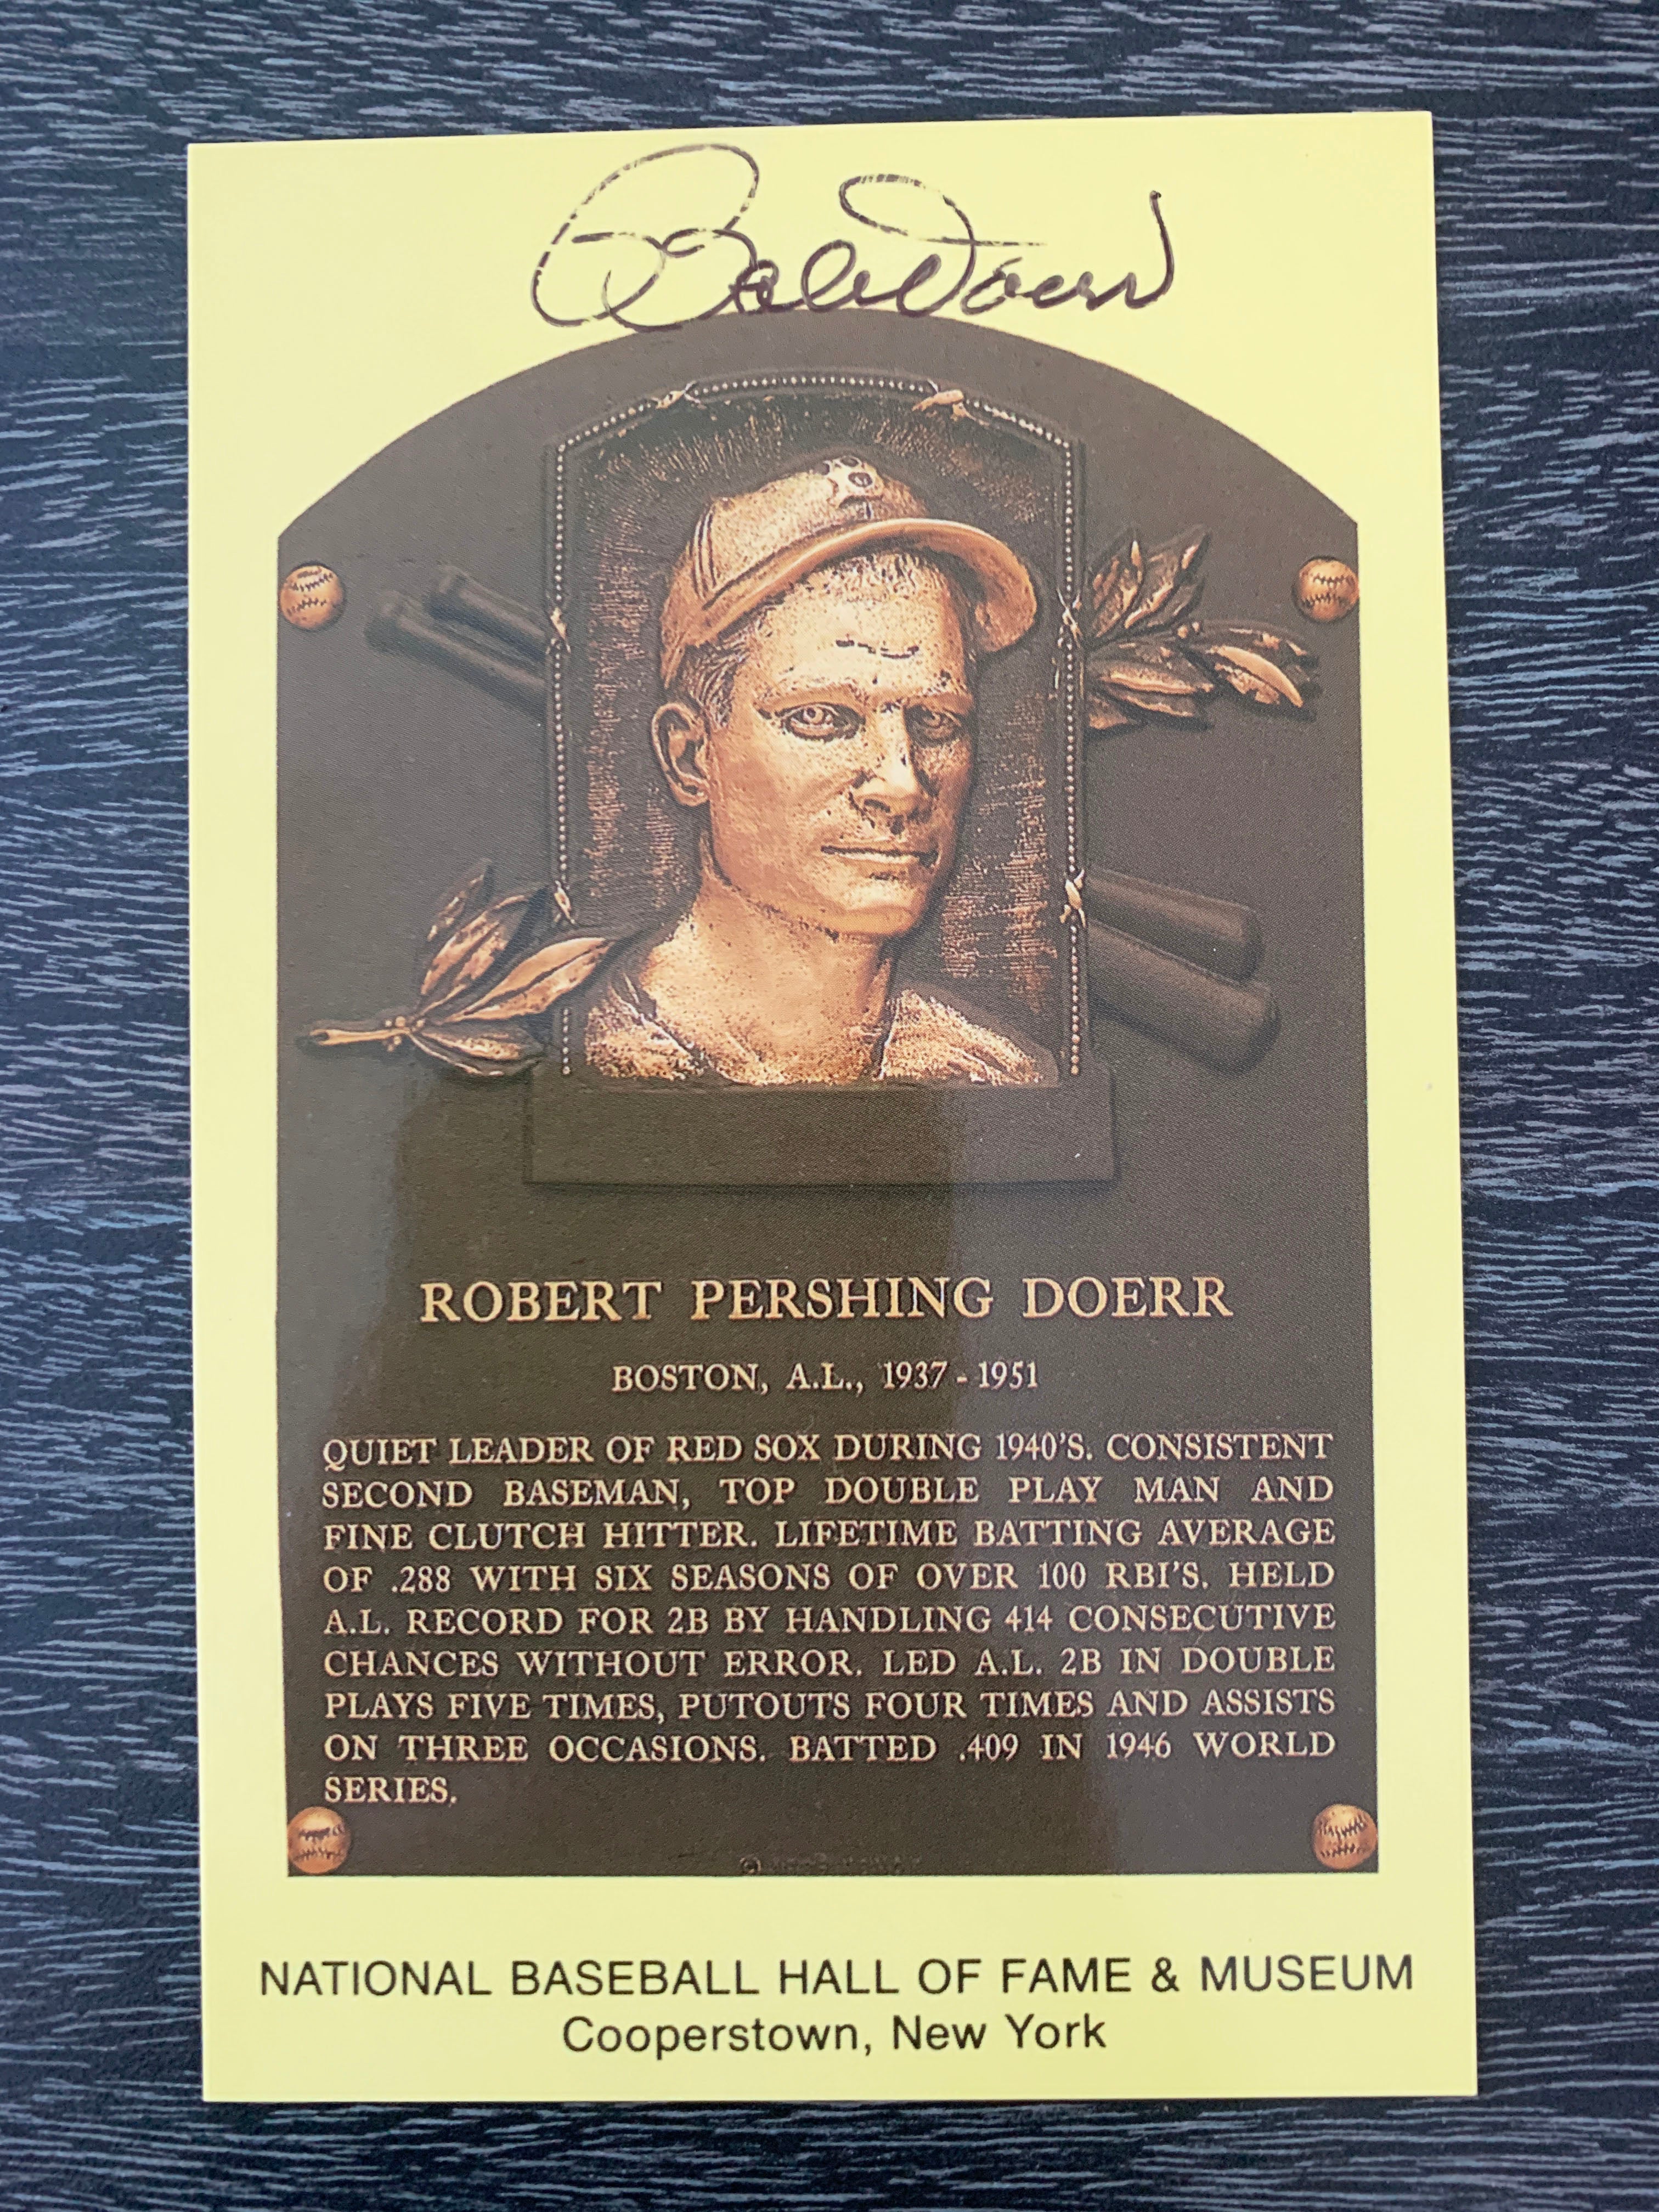 Bobby Doerr
ROBERT PERSHING DOERR
BOSTON, A.L., 1937 - 1951
QUIET LEADER OF RED SOX DURING 1940'S. CONSISTENT
SECOND BASEMAN, TOP DOUBLE PLAY MAN AND
FINE CLUTCH HITTER. LIFETIME BATTING AVERAGE
OF .288 WITH SIX SEASONS OF OVER 100 RBI'S. HELD
A.L. RECORD FOR 2B BY HANDLING 414 CONSECUTIVE
CHANCES WITHOUT ERROR. LED A.L. 2B IN DOUBLE
PLAYS FIVE TIMES, PUTOUTS FOUR TIMES AND ASSISTS
ON THREE OCCASIONS. BATTED .409 IN 1946 WORLD
SERIES.
NATIONAL BASEBALL HALL OF FAME & MUSEUM
Cooperstown, New York